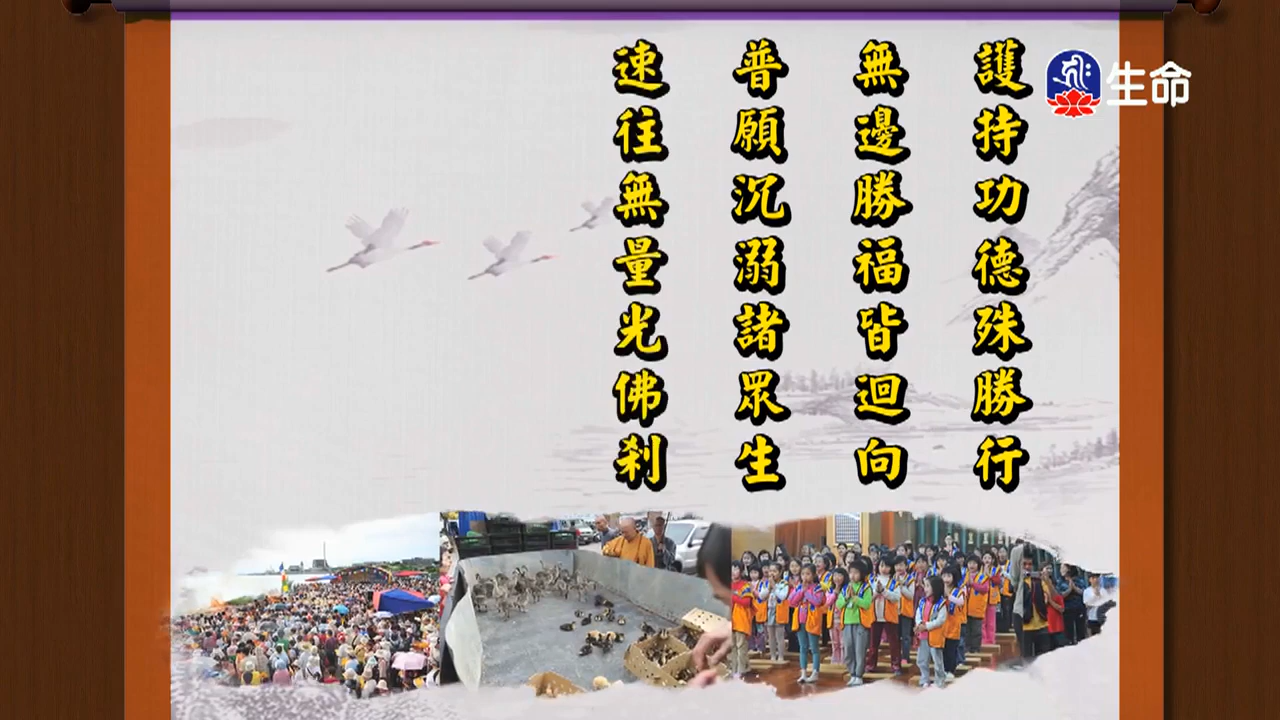 護持功德殊勝行
無邊勝福皆迴向
普願沉溺諸眾生
速往無量光佛剎
生命